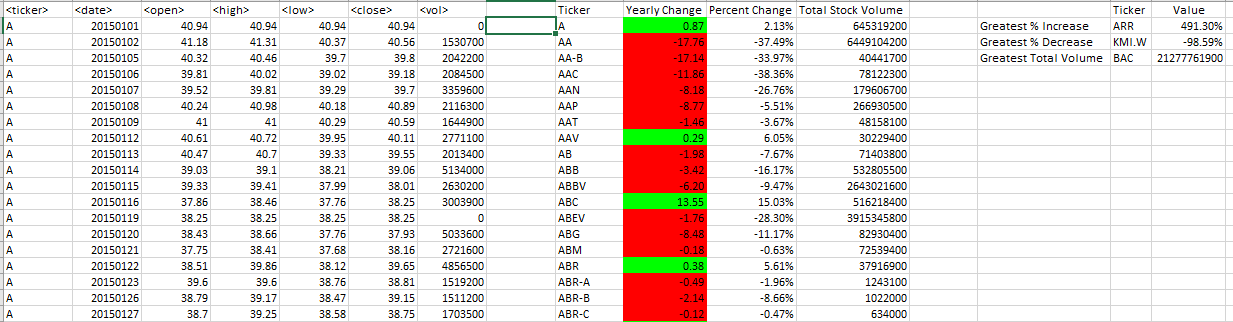 <ticker> <date> <open> <high> <low> <close> <vol> Ticker Yearly Change Percent Change Total Stock Volume Ticker Value
A 20150101 40.94 40.94 40.94 40.94 0 A 0.87 2.13% 645319200 Greatest % Increase ARR 491.30%
A 20150102 41.18 41.31 40.37 40.56 1530700 AA -17.76 -37.49% 6449104200 Greatest % Decrease KMI.W -98.59%
A 20150105 40.32 40.46 39.7 39.8 2042200 AA-B -17.14 -33.97% 40441700 Greatest Total Volume BAC 21277761900
A 20150106 39.81 40.02 39.02 39.18 2084500 AAC -11.86 -38.36% 78122300
A 20150107 39.52 39.81 39.29 39.7 3359600 AAN -8.18 -26.76% 179606700
A 20150108 40.24 40.98 40.18 40.89 2116300 AAP -8.77 -5.51% 266930500
A 20150109 41 41 40.29 40.59 1644900 AAT -1.46 -3.67% 48158100
A 20150112 40.61 40.72 39.95 40.11 2771100 AAV 0.29 6.05% 30229400
A 20150113 40.47 40.7 39.33 39.55 2013400 AB -1.98 -7.67% 71403800
A 20150114 39.03 39.1 38.21 39.06 5134000 ABB -3.42 -16.17% 532805500
A 20150115 39.33 39.41 37.99 38.01 2630200 ABBV -6.20 -9.47% 2643021600
A 20150116 37.86 38.46 37.76 38.25 3003900 ABC 13.55 15.03% 516218400
A 20150119 38.25 38.25 38.25 38.25 0 ABEV -1.76 -28.30% 3915345800
A 20150120 38.43 38.66 37.76 37.93 5033600 ABG -8.48 -11.17% 82930400
A 20150121 37.75 38.41 37.68 38.16 2721600 ABM -0.18 -0.63% 72539400
A 20150122 38.51 39.86 38.12 39.65 4856500 ABR 0.38 5.61% 37916900
A 20150123 39.6 39.6 38.76 38.81 1519200 ABR-A -0.49 -1.96% 1243100
A 20150126 38.79 39.17 38.47 39.15 1511200 ABR-B -2.14 -8.66% 1022000
A 20150127 38.7 39.25 38.58 38.75 1703500 ABR-C -0.12 -0.47% 634000